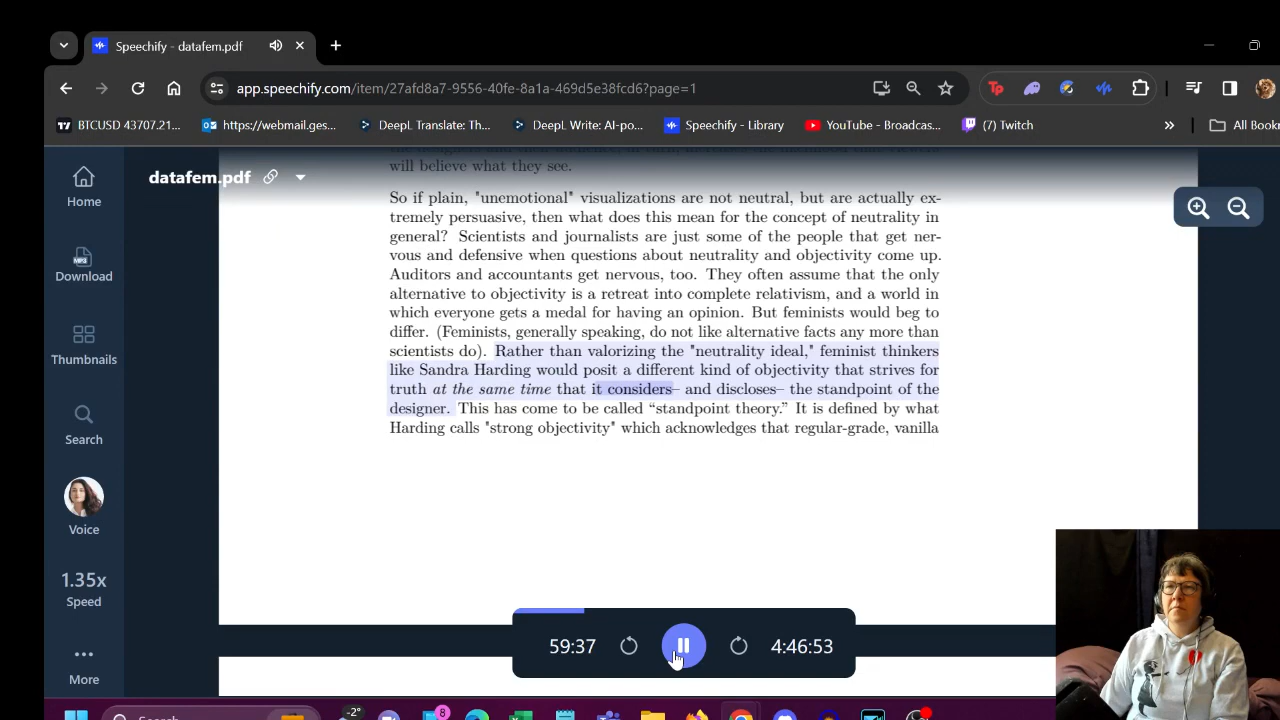 Speechify - datafem.pdf
app.speechify.com/item/27afd8a7-9556-40fe-8a1a-469d5e38fcd6?page=1
BTCUSD 43707.21...
https://webmail.ges...
DeepL Translate: Th...
DeepL Write: AI-po...
Speechify - Library
YouTube - Broadcas...
(7) Twitch
»
All Bookr
datafem.pdf
Home
Download
Thumbnails
Search
Voice
1.35x
Speed
More
will believe what they see.
So if plain, "unemotional" visualizations are not neutral, but are actually ex-
tremely persuasive, then what does this mean for the concept of neutrality in
general? Scientists and journalists are just some of the people that get ner-
vous and defensive when questions about neutrality and objectivity come up.
Auditors and accountants get nervous, too. They often assume that the only
alternative to objectivity is a retreat into complete relativism, and a world in
which everyone gets a medal for having an opinion. But feminists would beg to
differ. (Feminists, generally speaking, do not like alternative facts any more than
scientists do). Rather than valorizing the "neutrality ideal," feminist thinkers
like Sandra Harding would posit a different kind of objectivity that strives for
truth at the same time that it considers– and discloses– the standpoint of the
designer. This has come to be called “standpoint theory.” It is defined by what
Harding calls "strong objectivity" which acknowledges that regular-grade, vanilla
59:37
4:46:53
Search
-2°
8